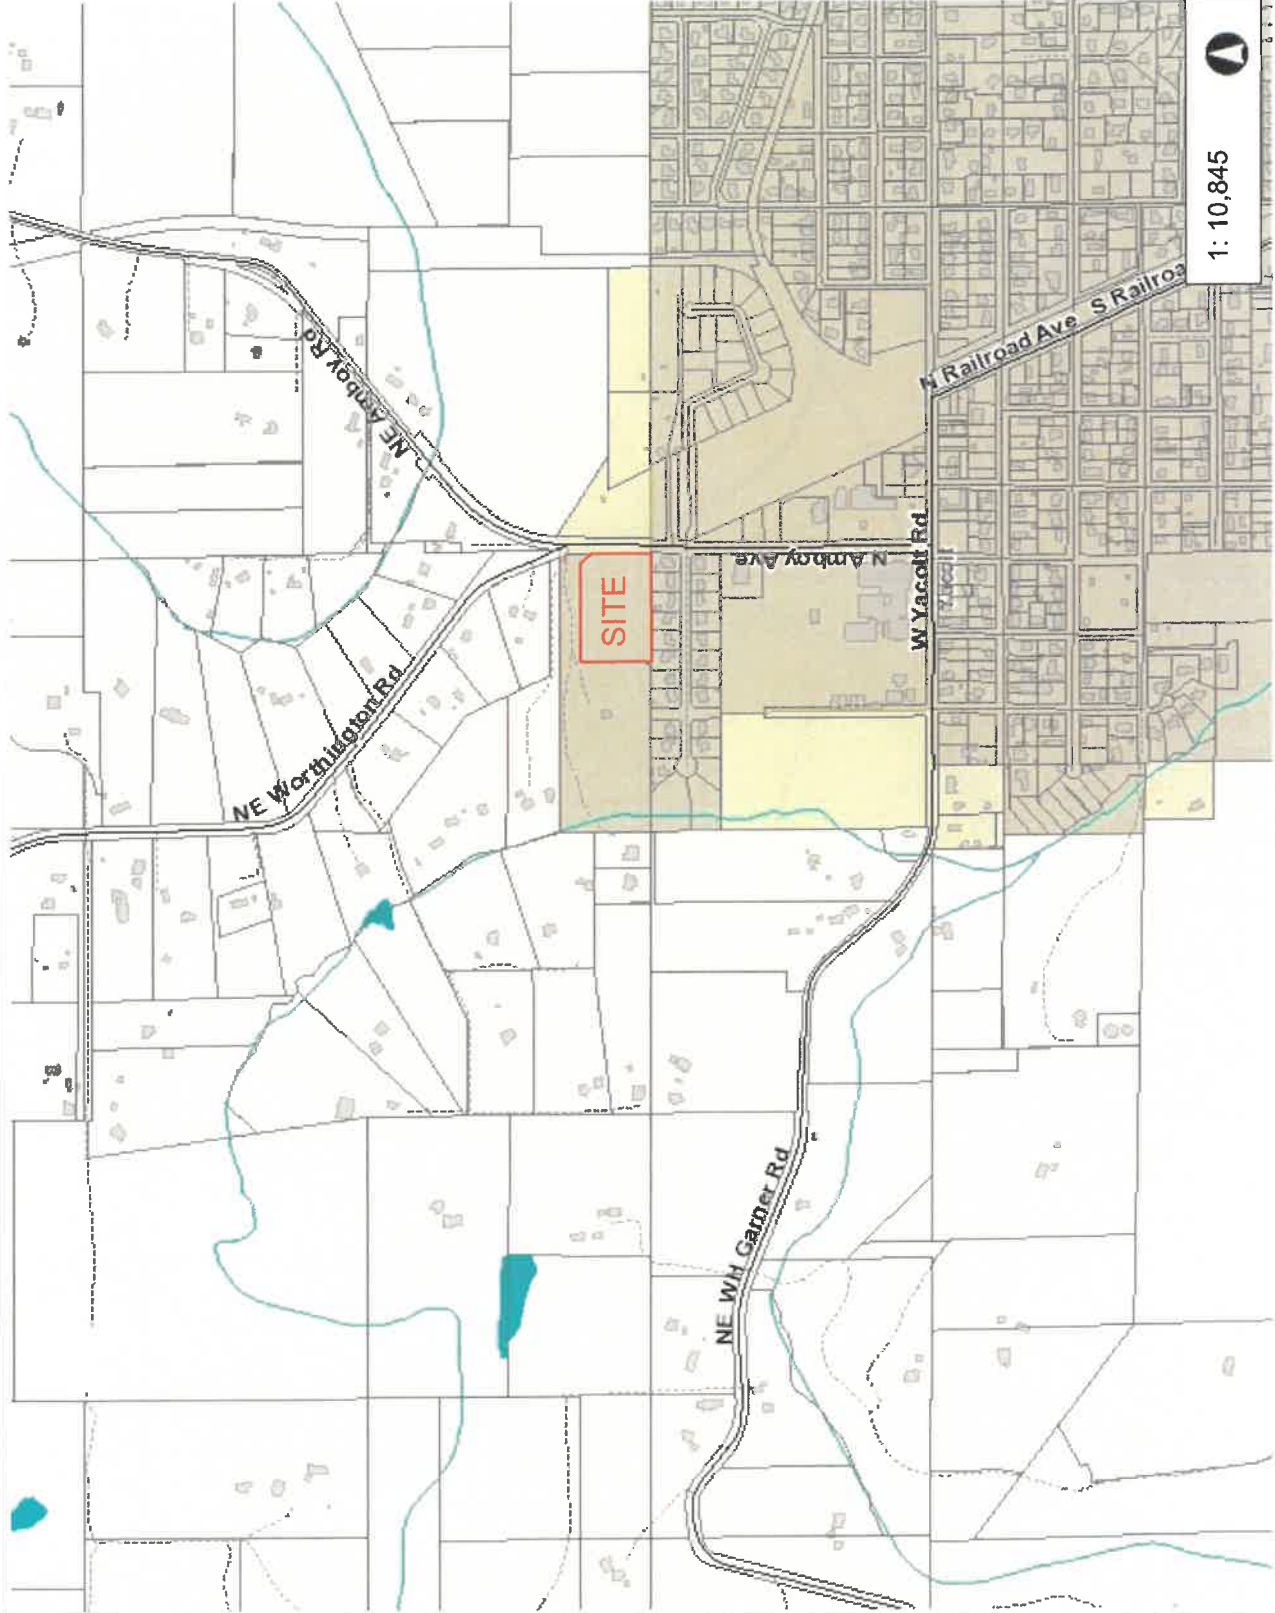 NE Amboy Rd
NE Worthington Rd
SITE
N Amboy Ave
W Yacolt Rd
Yacolt
N Railroad Ave S Railroa
NE WH Garner Rd
1: 10,845